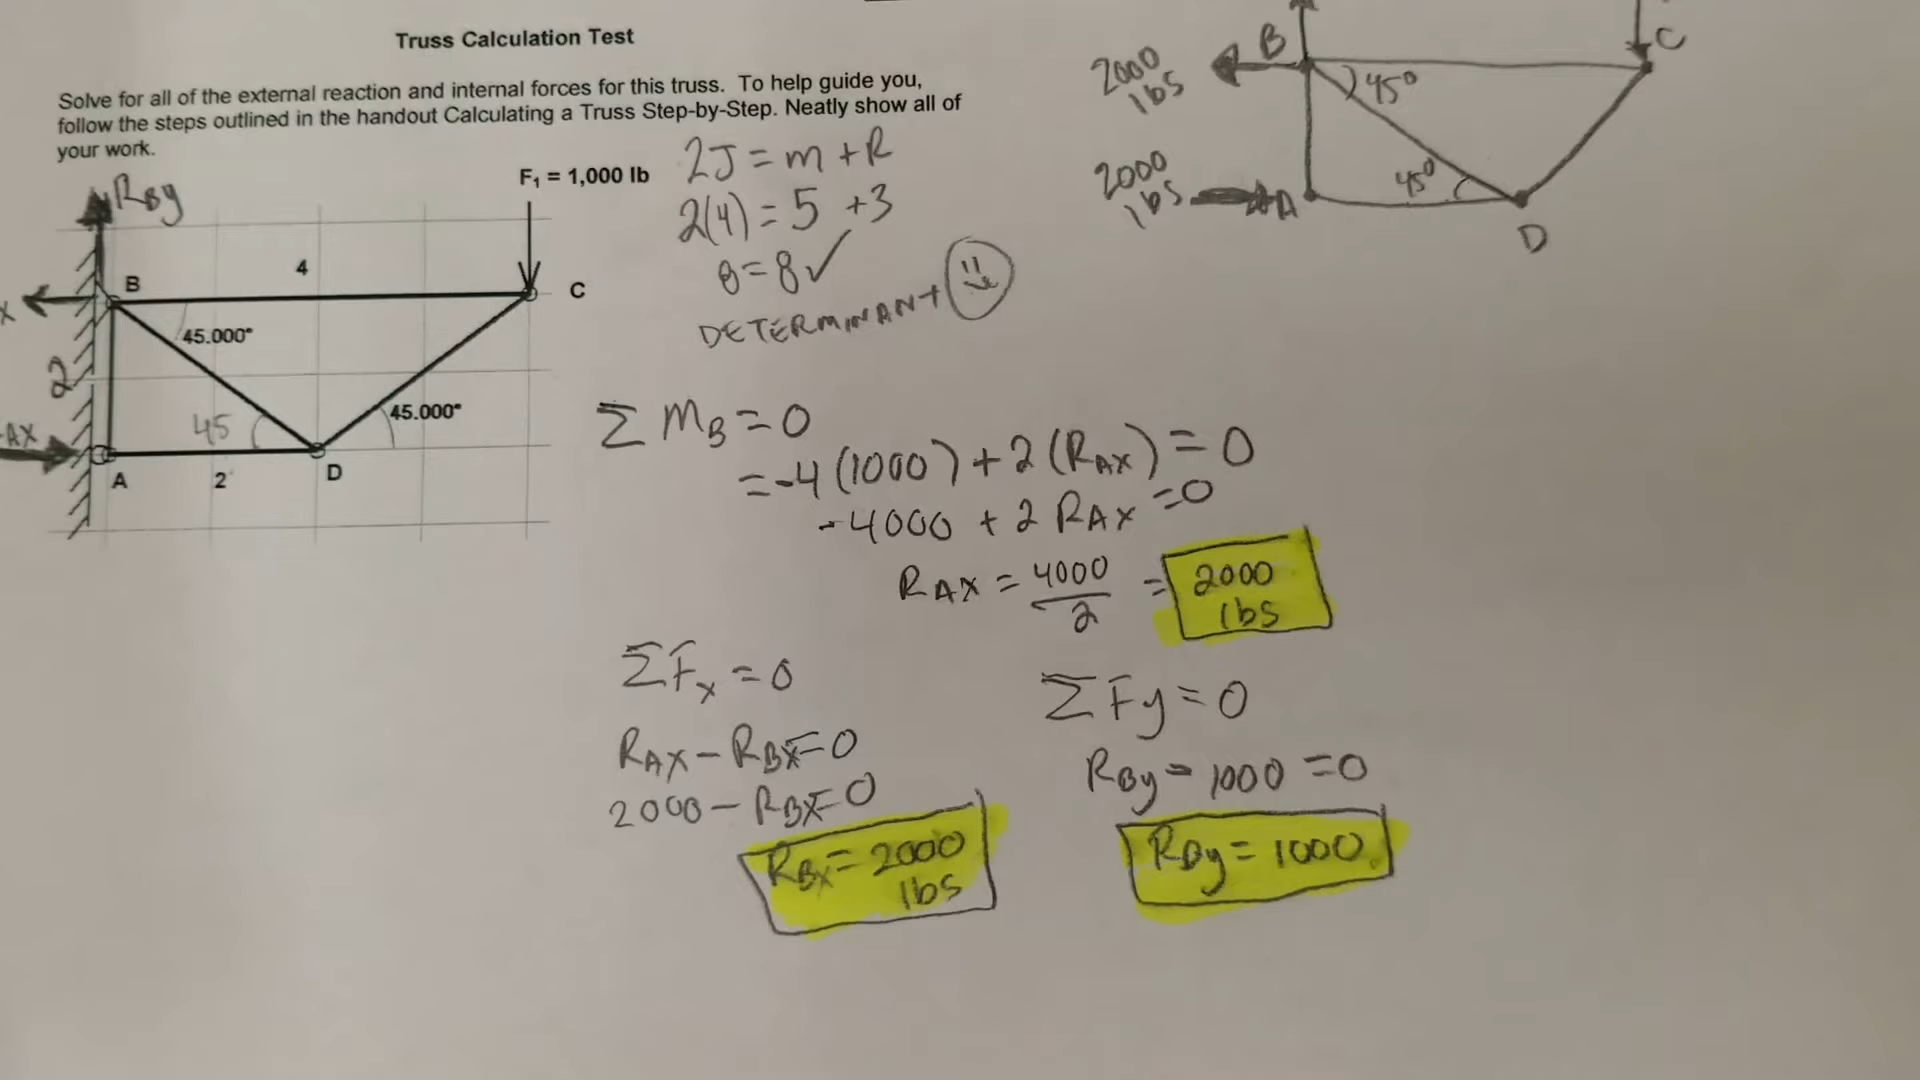 Truss Calculation Test
Solve for all of the external reaction and internal forces for this truss. To help guide you,
follow the steps outlined in the handout Calculating a Truss Step-by-Step. Neatly show all of
your work.
F₁ = 1,000 lb
RBy
X
B
4
C
45.000°
2
45
45.000°
AX
A
2
D
2J = m + R
2(4) = 5 + 3
8 = 8 ✓
DETERMINANT
B
C
2000
lbs
45°
2000
lbs
A
45°
D
Σ MB = 0
= -4(1000) + 2(RAX) = 0
-4000 + 2 RAX = 0
RAX = 4000/2 = 2000 lbs
ΣFx = 0
RAX - RBX = 0
2000 - RBX = 0
RBX = 2000
lbs
ΣFy = 0
RBy - 1000 = 0
RBy = 1000